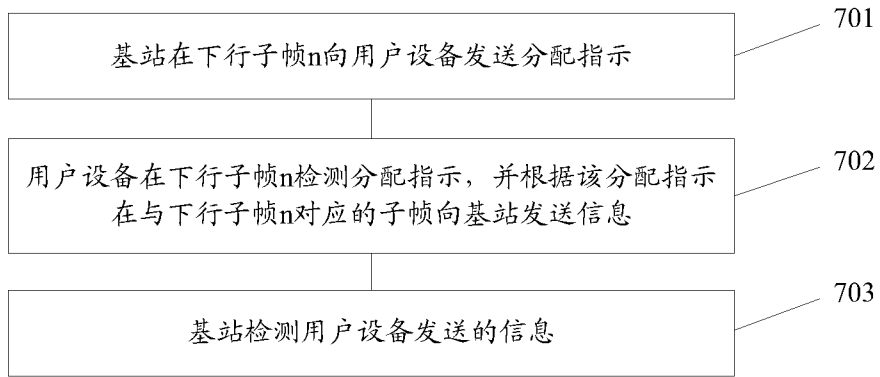 701
基站在下行子帧n向用户设备发送分配指示
702
用户设备在下行子帧n检测分配指示，并根据该分配指示
在与下行子帧n对应的子帧向基站发送信息
703
基站检测用户设备发送的信息